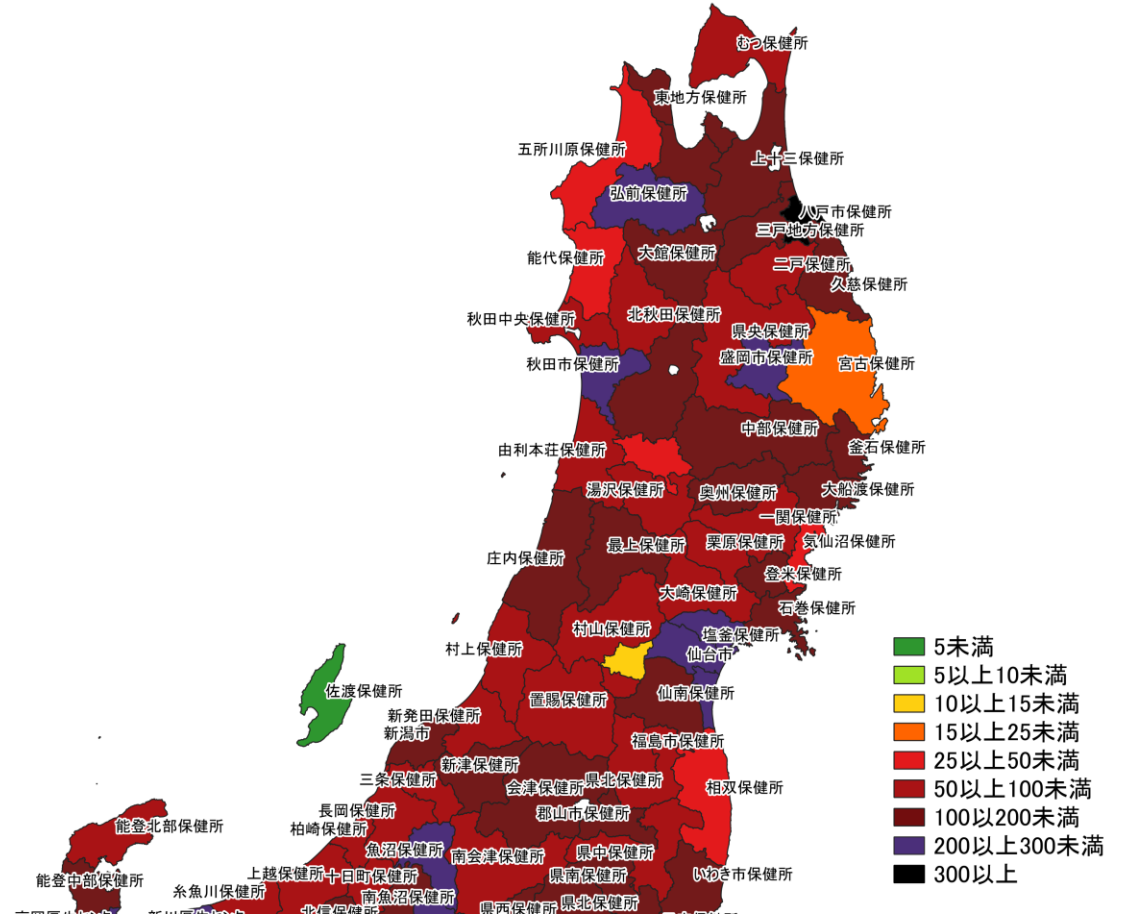 むつ保健所
東地方保健所
五所川原保健所
上十三保健所
弘前保健所
八戸市保健所
三戸地方保健所
大館保健所
能代保健所
二戸保健所
久慈保健所
北秋田保健所
秋田中央保健所
県央保健所
盛岡市保健所
秋田市保健所
宮古保健所
中部保健所
由利本荘保健所
釜石保健所
湯沢保健所
奥州保健所
大船渡保健所
一関保健所
気仙沼保健所
栗原保健所
最上保健所
庄内保健所
登米保健所
大崎保健所
石巻保健所
村山保健所
塩釜保健所
村上保健所
仙台市
佐渡保健所
置賜保健所
仙南保健所
新発田保健所
新潟市
福島市保健所
新津保健所
三条保健所
会津保健所
県北保健所
相双保健所
長岡保健所
郡山市保健所
柏崎保健所
能登北部保健所
魚沼保健所
南会津保健所
県中保健所
上越保健所
十日町保健所
県南保健所
いわき市保健所
能登中部保健所
糸魚川保健所
南魚沼保健所
県西保健所
県北保健所
北信保健所
5未満
5以上10未満
10以上15未満
15以上25未満
25以上50未満
50以上100未満
100以200未満
200以上300未満
300以上